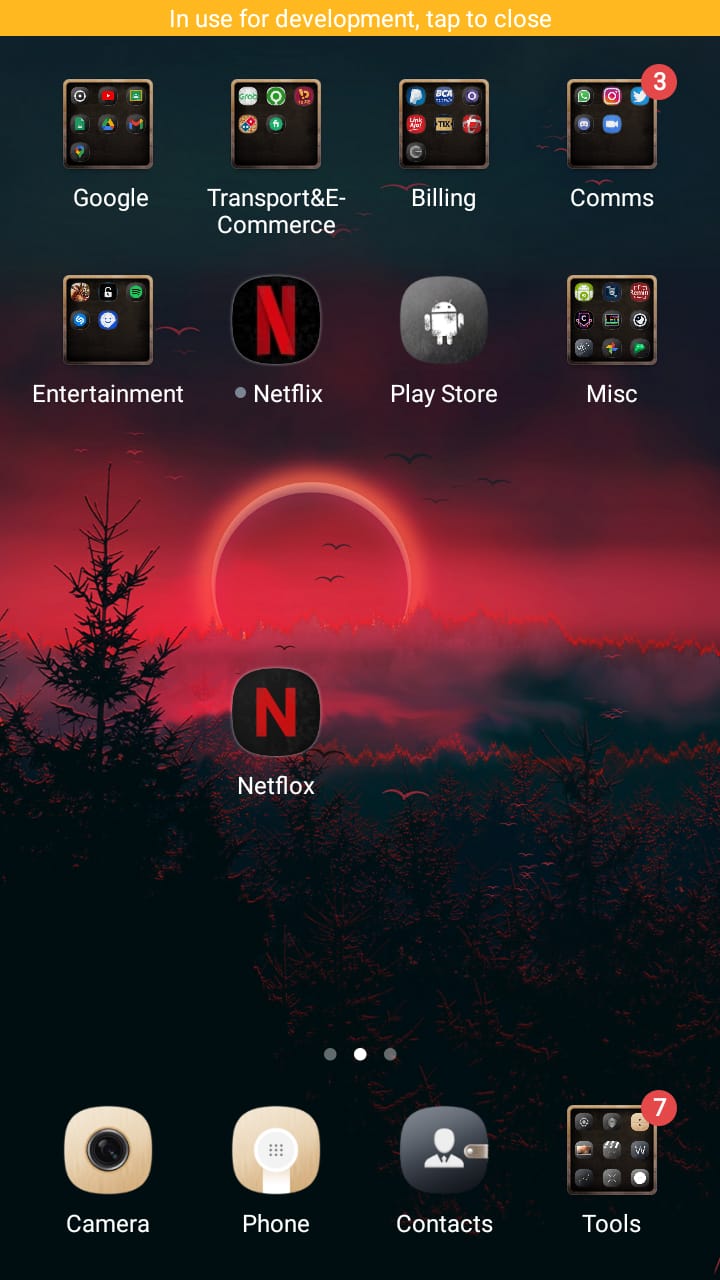 In use for development, tap to close
3
Google
Transport&E-
Commerce
Billing
Comms
Entertainment
Netflix
Play Store
Misc
N
Netflox
7
Camera
Phone
Contacts
Tools